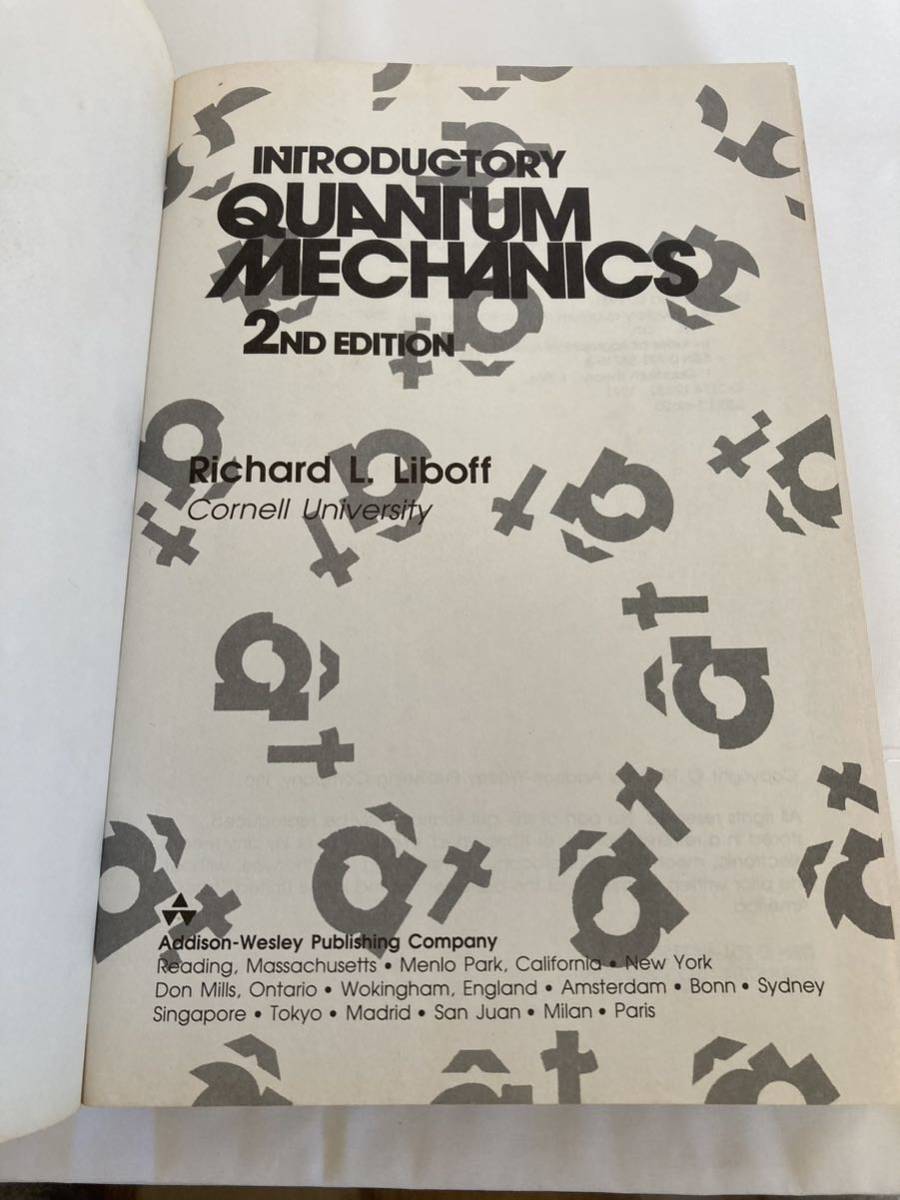 INTRODUCTORY
QUANTUM
MECHANICS
2ND EDITION
Richard L. Liboff
Cornell University
Addison-Wesley Publishing Company
Reading, Massachusetts • Menlo Park, California • New York
Don Mills, Ontario • Wokingham, England • Amsterdam • Bonn • Sydney
Singapore • Tokyo • Madrid • San Juan • Milan • Paris